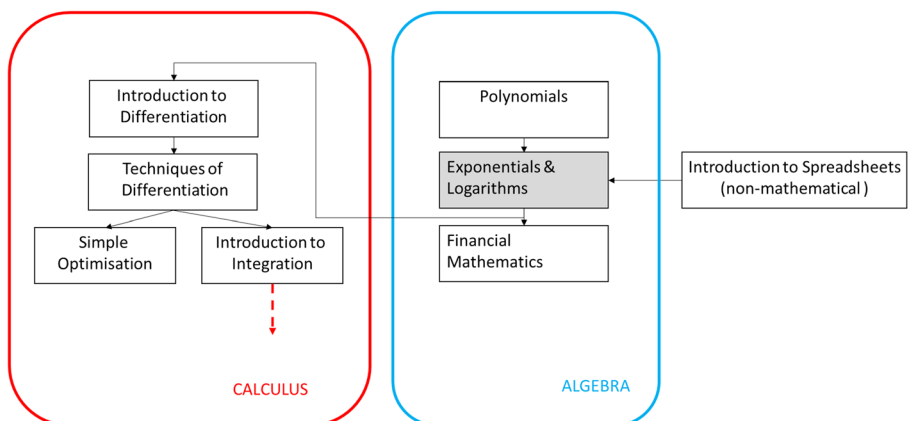 Introduction to
Differentiation
Techniques of
Differentiation
Simple
Optimisation
Introduction to
Integration
CALCULUS
Polynomials
Exponentials &
Logarithms
Financial
Mathematics
ALGEBRA
Introduction to Spreadsheets
(non-mathematical )